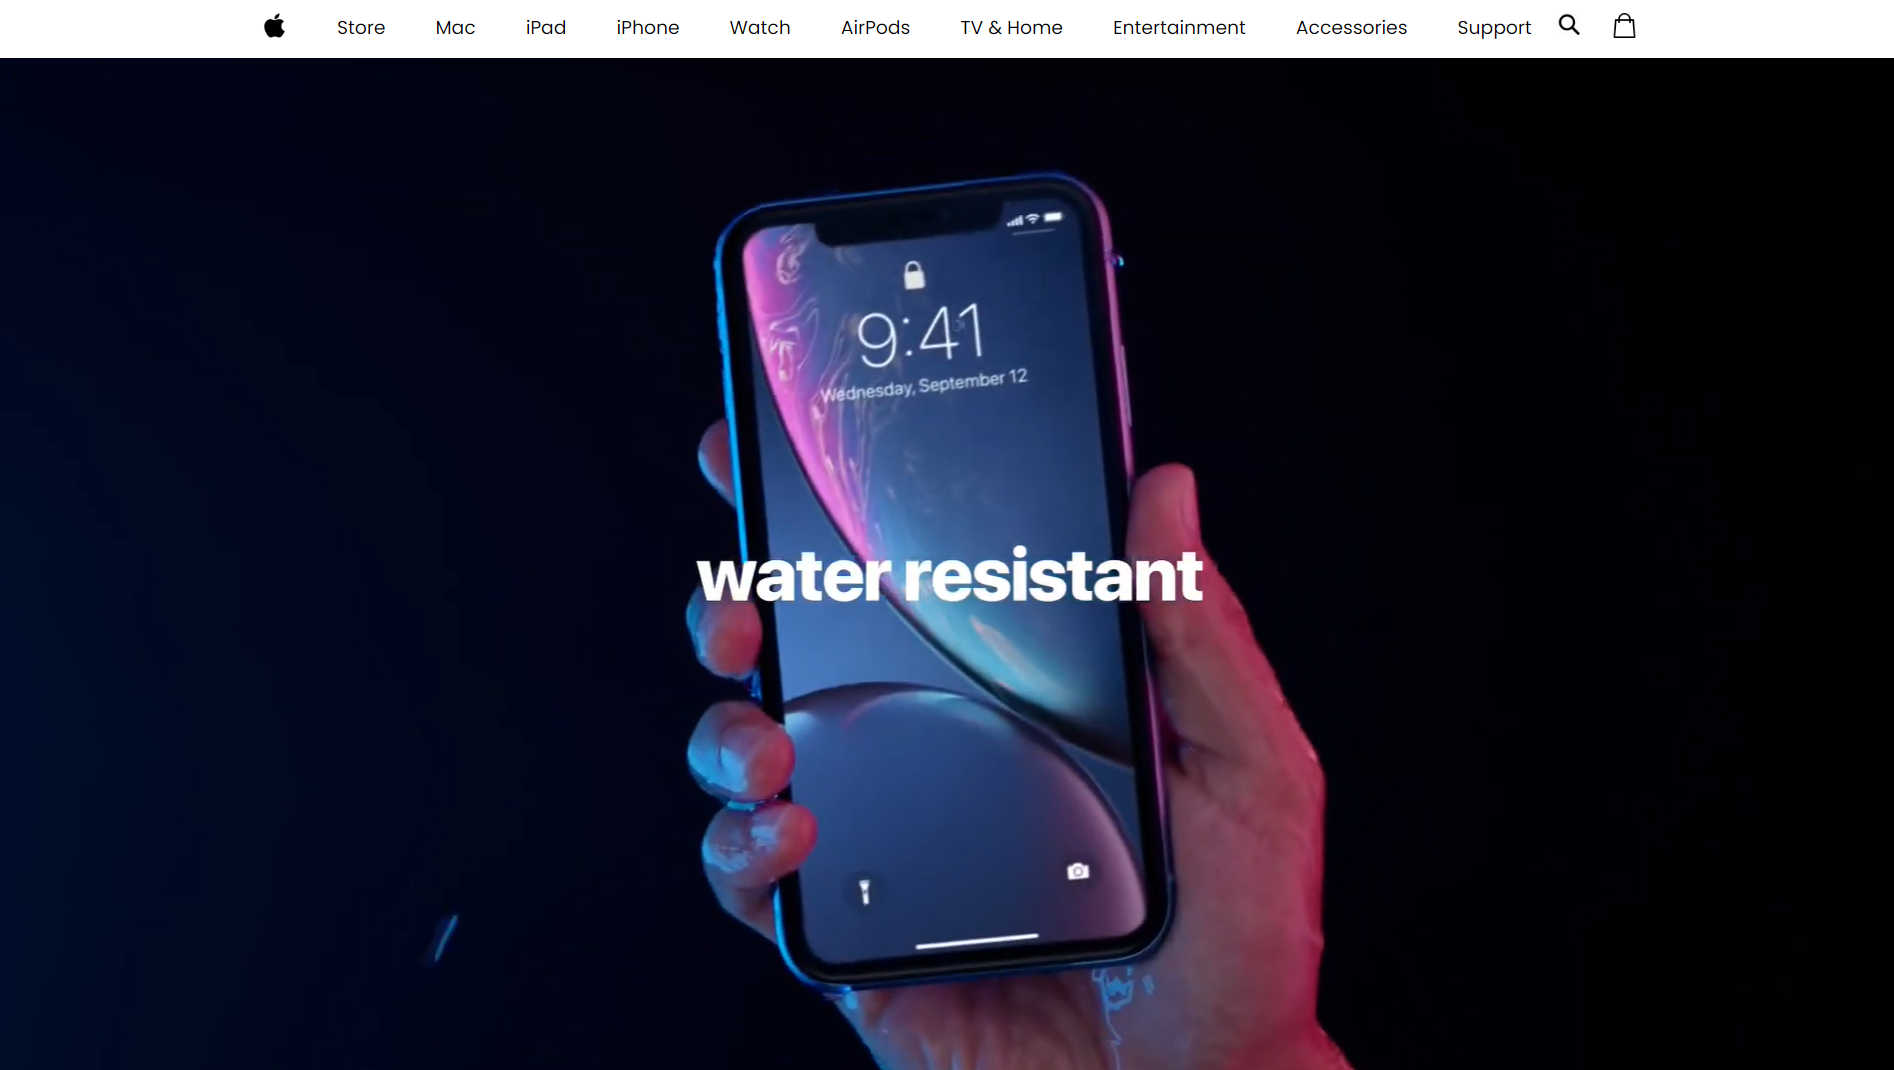 Store Mac iPad iPhone Watch AirPods TV & Home Entertainment Accessories Support
9:41
Wednesday, September 12
water resistant